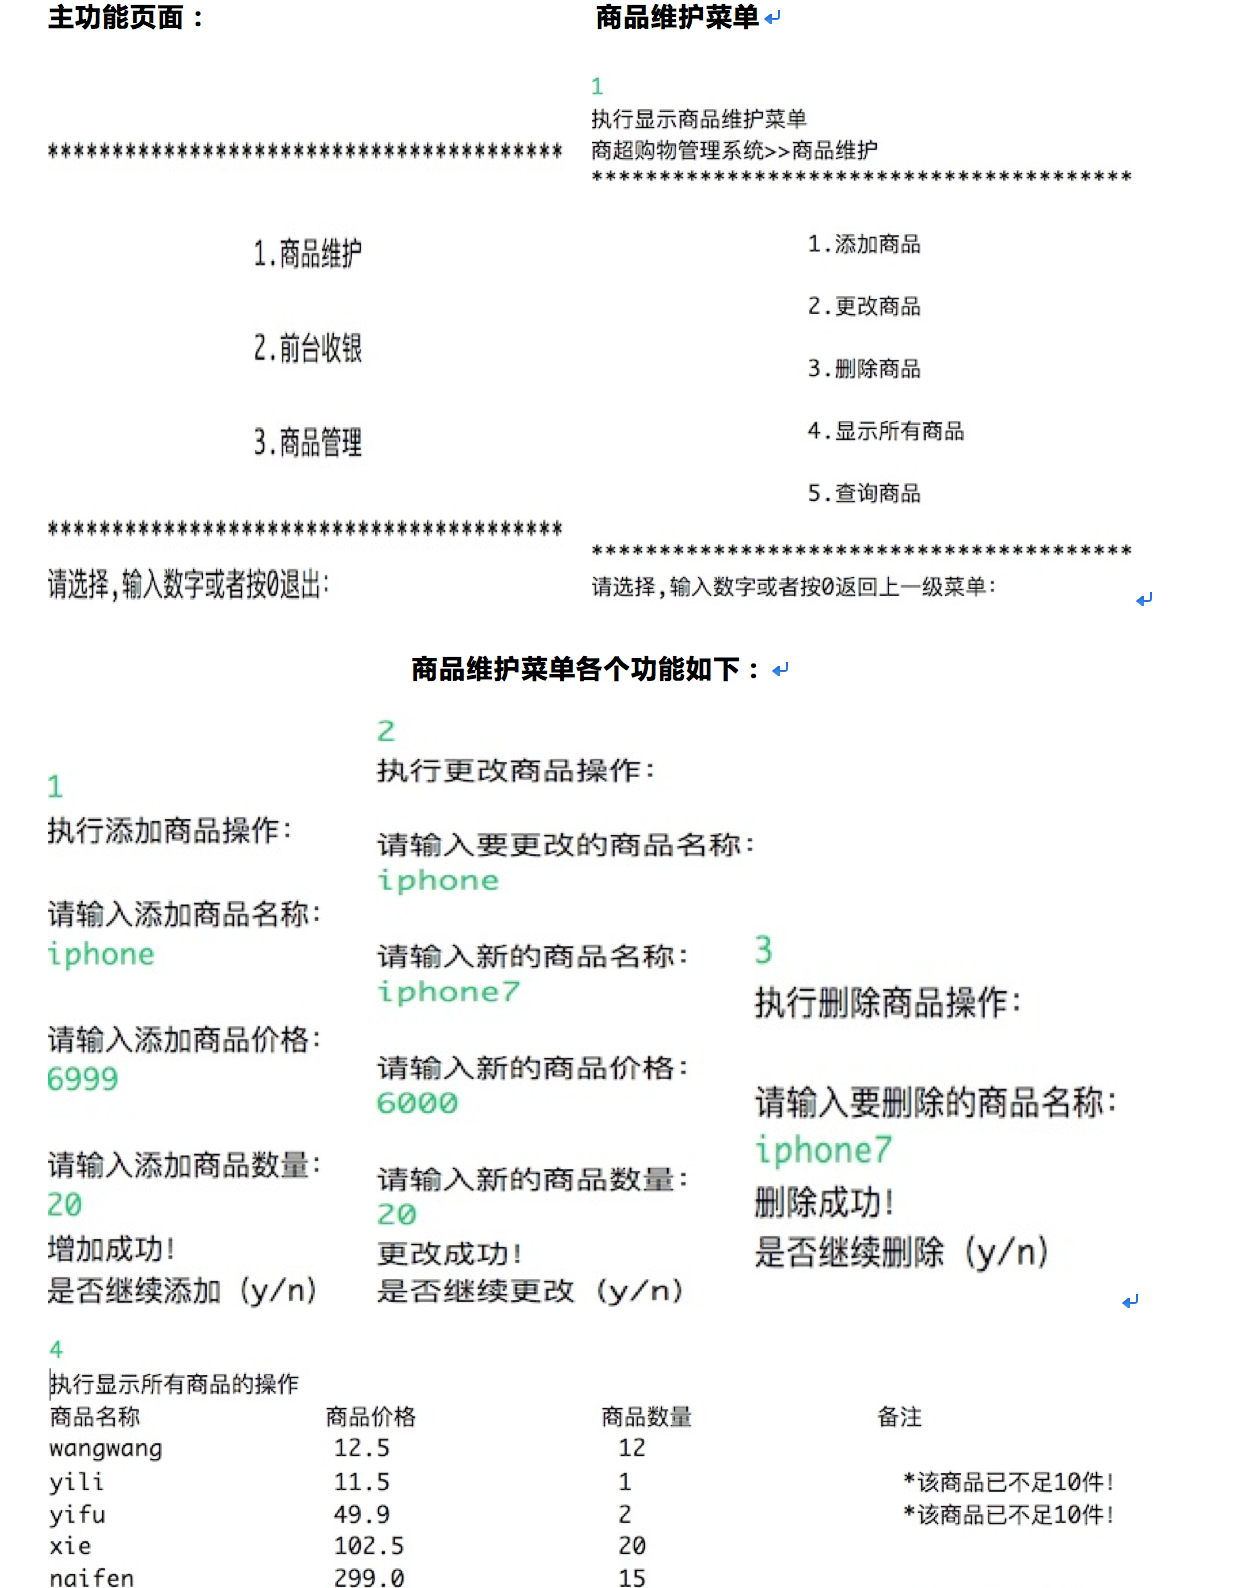 主功能页面：
****************************************
1.商品维护
2.前台收银
3.商品管理
****************************************
请选择,输入数字或者按0退出:
商品维护菜单
1
执行显示商品维护菜单
商超购物管理系统>>商品维护
****************************************
1.添加商品
2.更改商品
3.删除商品
4.显示所有商品
5.查询商品
****************************************
请选择,输入数字或者按0返回上一级菜单:
商品维护菜单各个功能如下：
1
执行添加商品操作:
请输入添加商品名称:
iphone
请输入添加商品价格:
6999
请输入添加商品数量:
20
增加成功!
是否继续添加（y/n）
2
执行更改商品操作:
请输入要更改的商品名称:
iphone
请输入新的商品名称:
iphone7
请输入新的商品价格:
6000
请输入新的商品数量:
20
更改成功!
是否继续更改（y/n）
3
执行删除商品操作:
请输入要删除的商品名称:
iphone7
删除成功!
是否继续删除（y/n）
4
执行显示所有商品的操作
商品名称 商品价格 商品数量 备注
wangwang 12.5 12
yili 11.5 1 *该商品已不足10件!
yifu 49.9 2 *该商品已不足10件!
xie 102.5 20
naifen 299.0 15